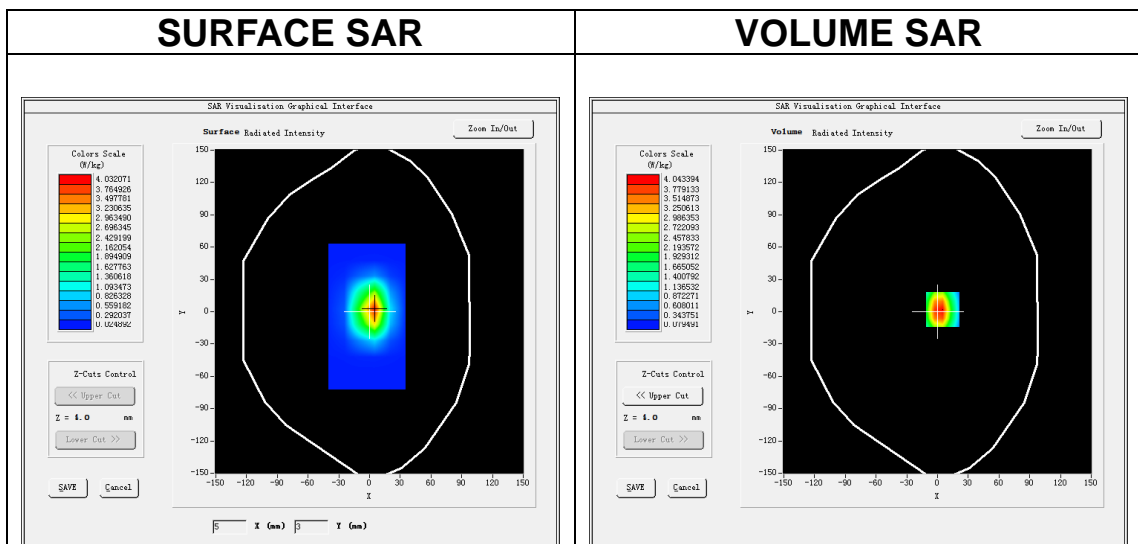 SURFACE SAR
SAR Visualisation Graphical Interface
Surface Radiated Intensity
Zoom In/Out
Colors Scale
(W/kg)
4.032071
3.764926
3.497781
3.230635
2.963490
2.696345
2.429199
2.162054
1.894909
1.627763
1.360618
1.093473
0.826328
0.559182
0.292037
0.024892
150
120
90
60
30
0
-30
-60
-90
-120
-150
Y
-150 -120 -90 -60 -30 0 30 60 90 120 150
X
Z-Cuts Control
<< Upper Cut
Z = 4.0 mm
Lower Cut >>
SAVE Cancel
5 X (mm) 3 Y (mm)
VOLUME SAR
SAR Visualisation Graphical Interface
Volume Radiated Intensity
Zoom In/Out
Colors Scale
(W/kg)
4.043394
3.779133
3.514873
3.250613
2.986353
2.722093
2.457833
2.193572
1.929312
1.665052
1.400792
1.136532
0.872271
0.608011
0.343751
0.079491
150
120
90
60
30
0
-30
-60
-90
-120
-150
Y
-150 -120 -90 -60 -30 0 30 60 90 120 150
X
Z-Cuts Control
<< Upper Cut
Z = 4.0 mm
Lower Cut >>
SAVE Cancel